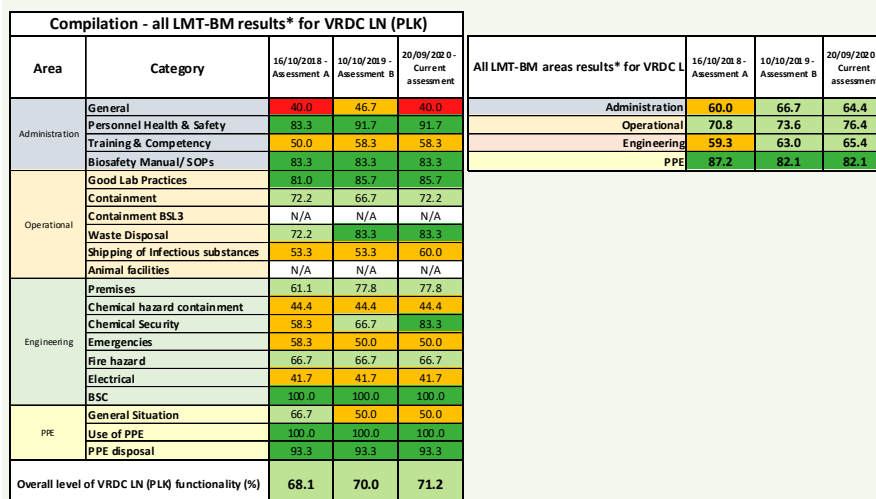 Compilation - all LMT-BM results* for VRDC LN (PLK)
Area Category 16/10/2018 - Assessment A 10/10/2019 - Assessment B 20/09/2020 - Current assessment
Administration
General 40.0 46.7 40.0
Personnel Health & Safety 83.3 91.7 91.7
Training & Competency 50.0 58.3 58.3
Biosafety Manual/ SOPs 83.3 83.3 83.3
Operational
Good Lab Practices 81.0 85.7 85.7
Containment 72.2 66.7 72.2
Containment BSL3 N/A N/A N/A
Waste Disposal 72.2 83.3 83.3
Shipping of Infectious substances 53.3 53.3 60.0
Animal facilities N/A N/A N/A
Engineering
Premises 61.1 77.8 77.8
Chemical hazard containment 44.4 44.4 44.4
Chemical Security 58.3 66.7 83.3
Emergencies 58.3 50.0 50.0
Fire hazard 66.7 66.7 66.7
Electrical 41.7 41.7 41.7
BSC 100.0 100.0 100.0
PPE
General Situation 66.7 50.0 50.0
Use of PPE 100.0 100.0 100.0
PPE disposal 93.3 93.3 93.3
Overall level of VRDC LN (PLK) functionality (%) 68.1 70.0 71.2
All LMT-BM areas results* for VRDC L 16/10/2018 - Assessment A 10/10/2019 - Assessment B 20/09/2020 - Current assessment
Administration 60.0 66.7 64.4
Operational 70.8 73.6 76.4
Engineering 59.3 63.0 65.4
PPE 87.2 82.1 82.1